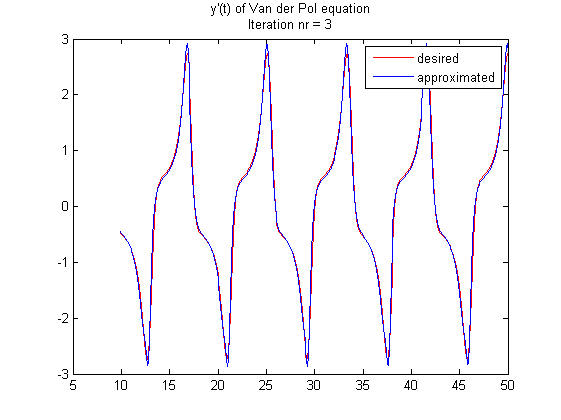 y'(t) of Van der Pol equation
Iteration nr = 3
3
desired
approximated
2
1
0
-1
-2
-3
5 10 15 20 25 30 35 40 45 50